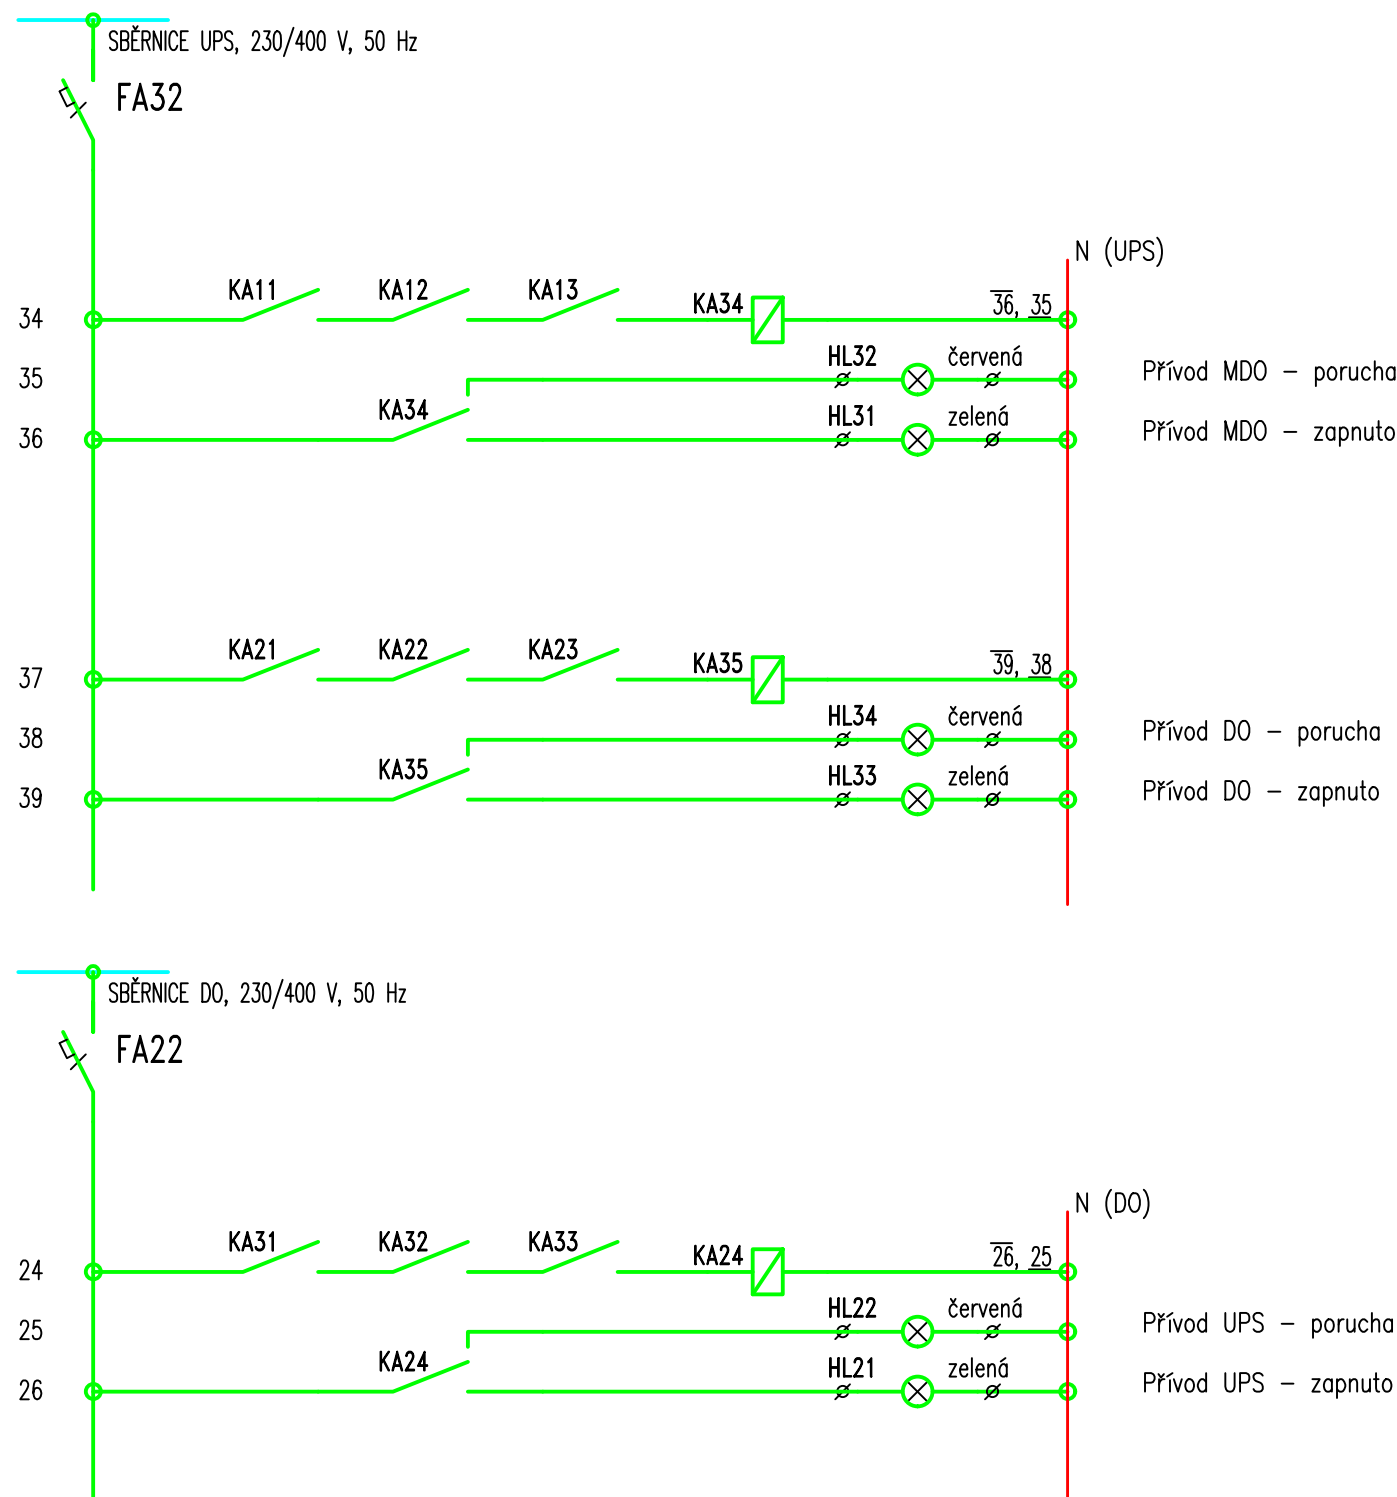 SBĚRNICE UPS, 230/400 V, 50 Hz
FA32
N (UPS)
34 KA11 KA12 KA13 KA34 36, 35
35 HL32 červená Přívod MDO – porucha
36 KA34 HL31 zelená Přívod MDO – zapnuto
37 KA21 KA22 KA23 KA35 39, 38
38 HL34 červená Přívod DO – porucha
39 KA35 HL33 zelená Přívod DO – zapnuto
SBĚRNICE DO, 230/400 V, 50 Hz
FA22
N (DO)
24 KA31 KA32 KA33 KA24 26, 25
25 HL22 červená Přívod UPS – porucha
26 KA24 HL21 zelená Přívod UPS – zapnuto